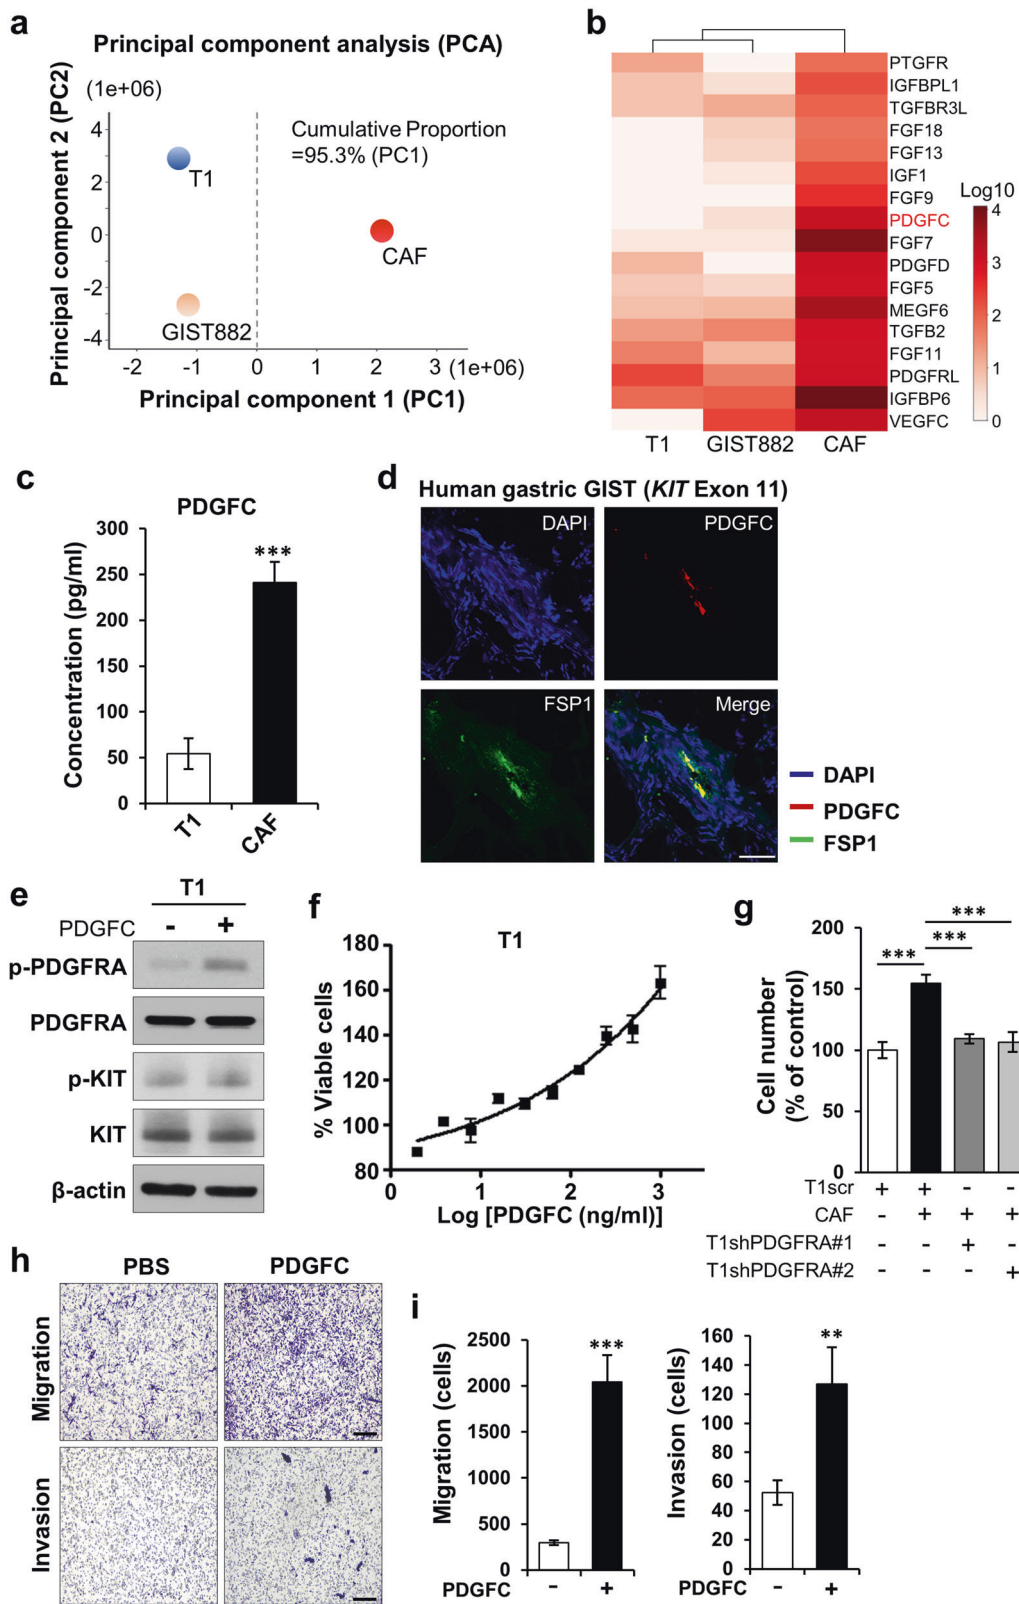 a
Principal component analysis (PCA)
(1e+06)
Principal component 2 (PC2)
4
2
0
-2
-4
Cumulative Proportion
=95.3% (PC1)
T1
CAF
GIST882
-2 -1 0 1 2 3 (1e+06)
Principal component 1 (PC1)
b
PTGFR
IGFBPL1
TGFBR3L
FGF18
FGF13
IGF1
FGF9
PDGFC
FGF7
PDGFD
FGF5
MEGF6
TGFB2
FGF11
PDGFRL
IGFBP6
VEGFC
T1 GIST882 CAF
Log10
4
3
2
1
0
c
PDGFC
Concentration (pg/ml)
300
250
200
150
100
50
0
***
T1 CAF
d
Human gastric GIST (KIT Exon 11)
DAPI PDGFC
FSP1 Merge
DAPI
PDGFC
FSP1
e
T1
PDGFC - +
p-PDGFRA
PDGFRA
p-KIT
KIT
β-actin
f
T1
% Viable cells
180
160
140
120
100
80
0 1 2 3
Log [PDGFC (ng/ml)]
g
Cell number
(% of control)
200
150
100
50
0
***
***
***
T1scr + + - -
CAF - + + +
T1shPDGFRA#1 - - + -
T1shPDGFRA#2 - - - +
h
PBS PDGFC
Migration
Invasion
i
Migration (cells)
2500
2000
1500
1000
500
0
***
PDGFC - +
Invasion (cells)
160
140
120
100
80
60
40
20
0
**
PDGFC - +